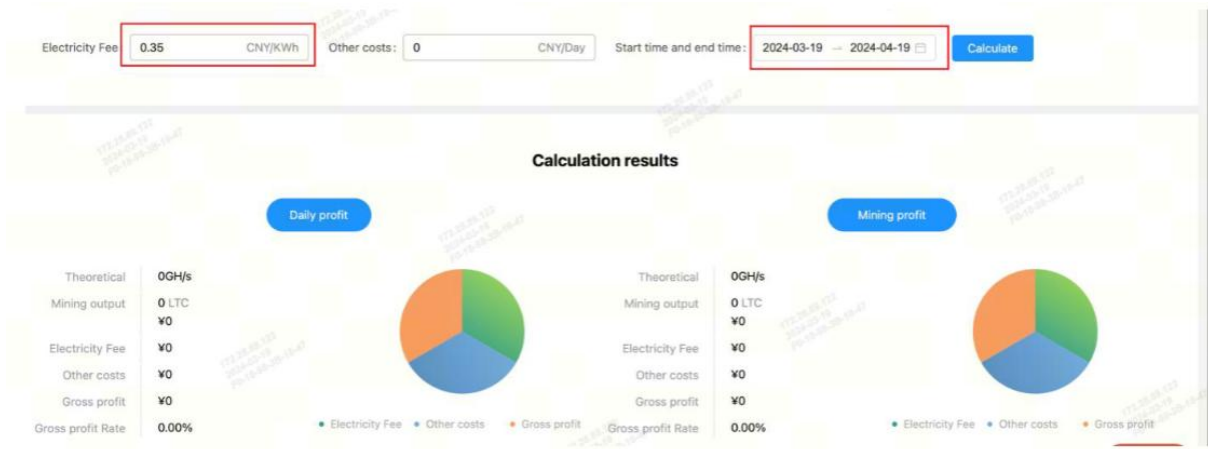 Electricity Fee 0.35 CNY/KWh Other costs: 0 CNY/Day Start time and end time: 2024-03-19 → 2024-04-19 Calculate
Calculation results
Daily profit Mining profit
Theoretical 0GH/s Theoretical 0GH/s
Mining output 0 LTC Mining output 0 LTC
¥0 ¥0
Electricity Fee ¥0 Electricity Fee ¥0
Other costs ¥0 Other costs ¥0
Gross profit ¥0 Gross profit ¥0
Gross profit Rate 0.00% • Electricity Fee • Other costs • Gross profit Gross profit Rate 0.00% • Electricity Fee • Other costs • Gross profit